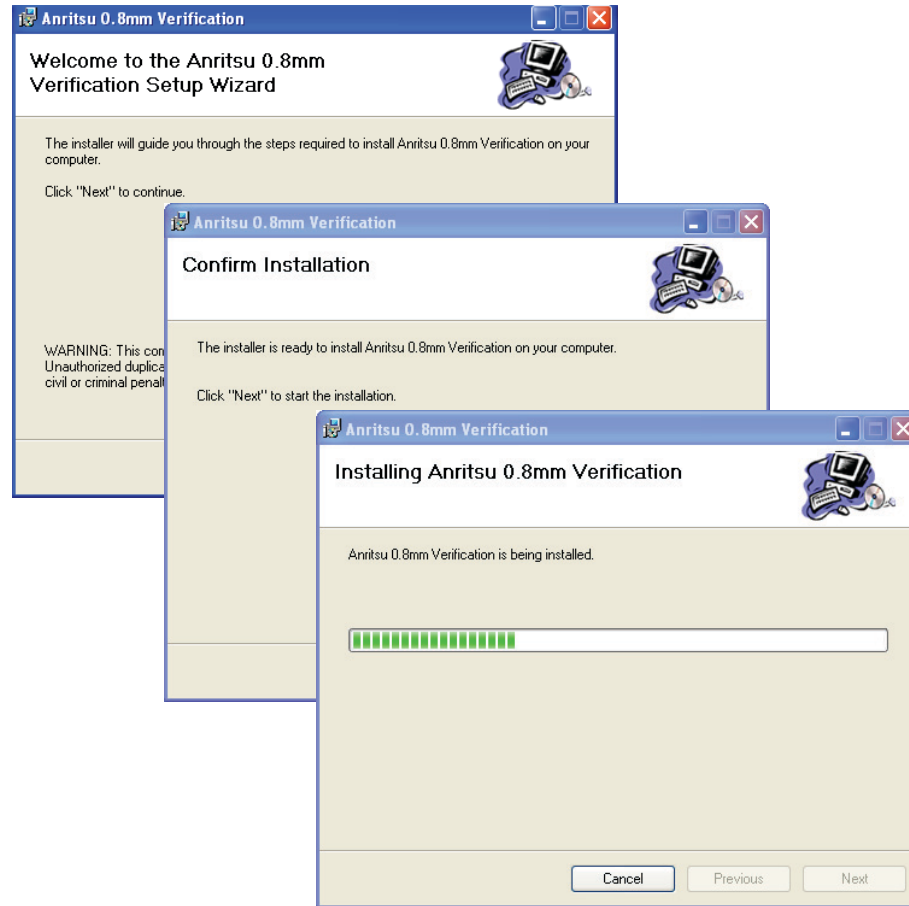 Anritsu 0.8mm Verification
Welcome to the Anritsu 0.8mm
Verification Setup Wizard
The installer will guide you through the steps required to install Anritsu 0.8mm Verification on your
computer.
Click "Next" to continue.
WARNING: This
Unauthorized
civil or criminal
Anritsu 0.8mm Verification
Confirm Installation
The installer is ready to install Anritsu 0.8mm Verification on your computer.
Click "Next" to start the installation.
Anritsu 0.8mm Verification
Installing Anritsu 0.8mm Verification
Anritsu 0.8mm Verification is being installed.
Cancel
Previous
Next